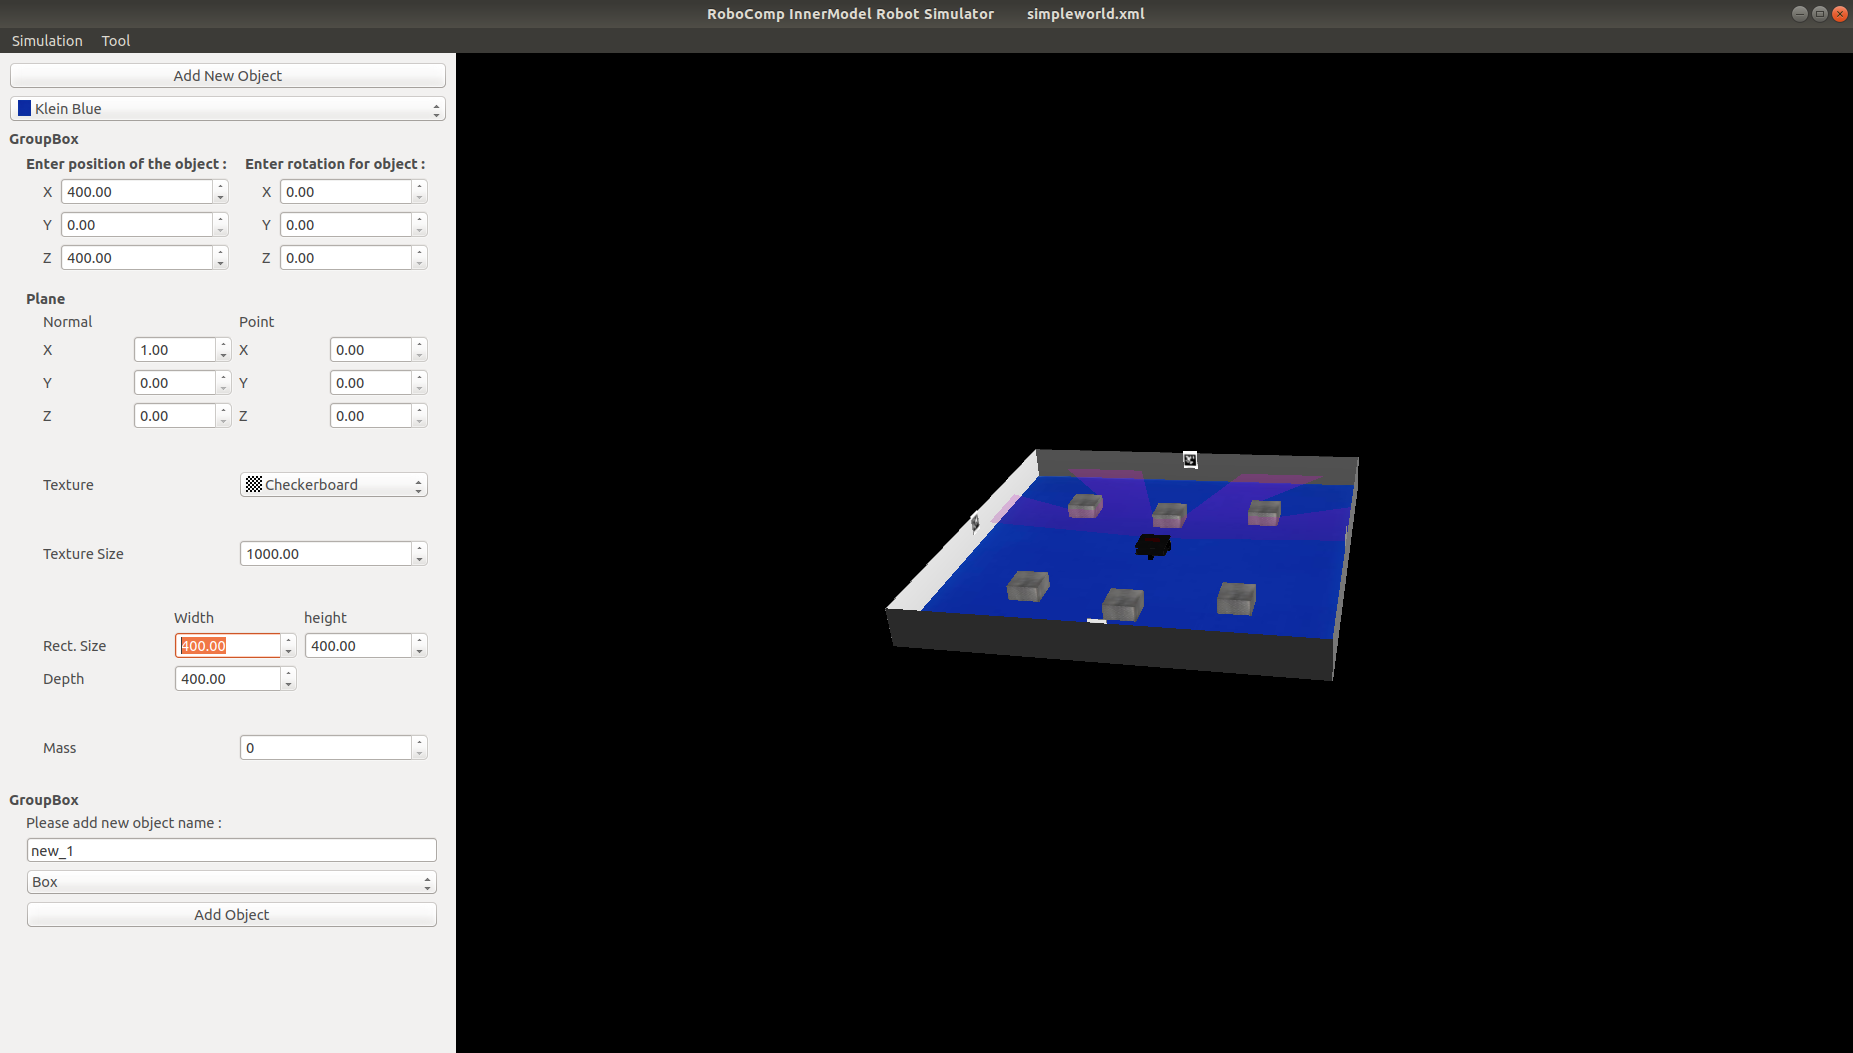 RoboComp InnerModel Robot Simulator simpleworld.xml
Simulation Tool
Add New Object
Klein Blue
GroupBox
Enter position of the object : Enter rotation for object :
X 400.00 X 0.00
Y 0.00 Y 0.00
Z 400.00 Z 0.00
Plane
Normal Point
X 1.00 X 0.00
Y 0.00 Y 0.00
Z 0.00 Z 0.00
Texture Checkerboard
Texture Size 1000.00
Width height
Rect. Size 400.00 400.00
Depth 400.00
Mass 0
GroupBox
Please add new object name :
new_1
Box
Add Object